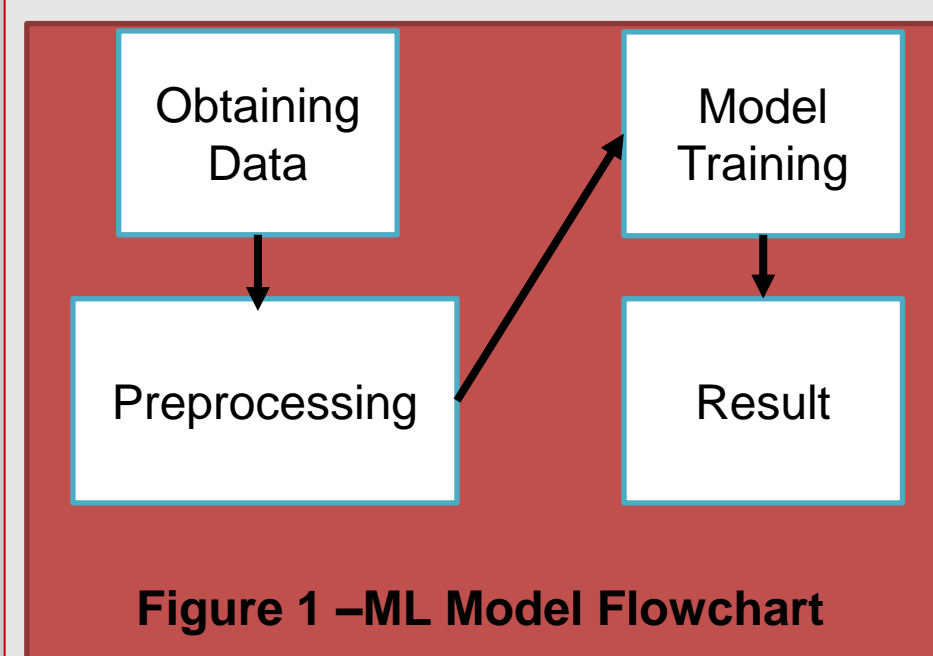 Obtaining
Data
Preprocessing
Model
Training
Result
Figure 1 –ML Model Flowchart